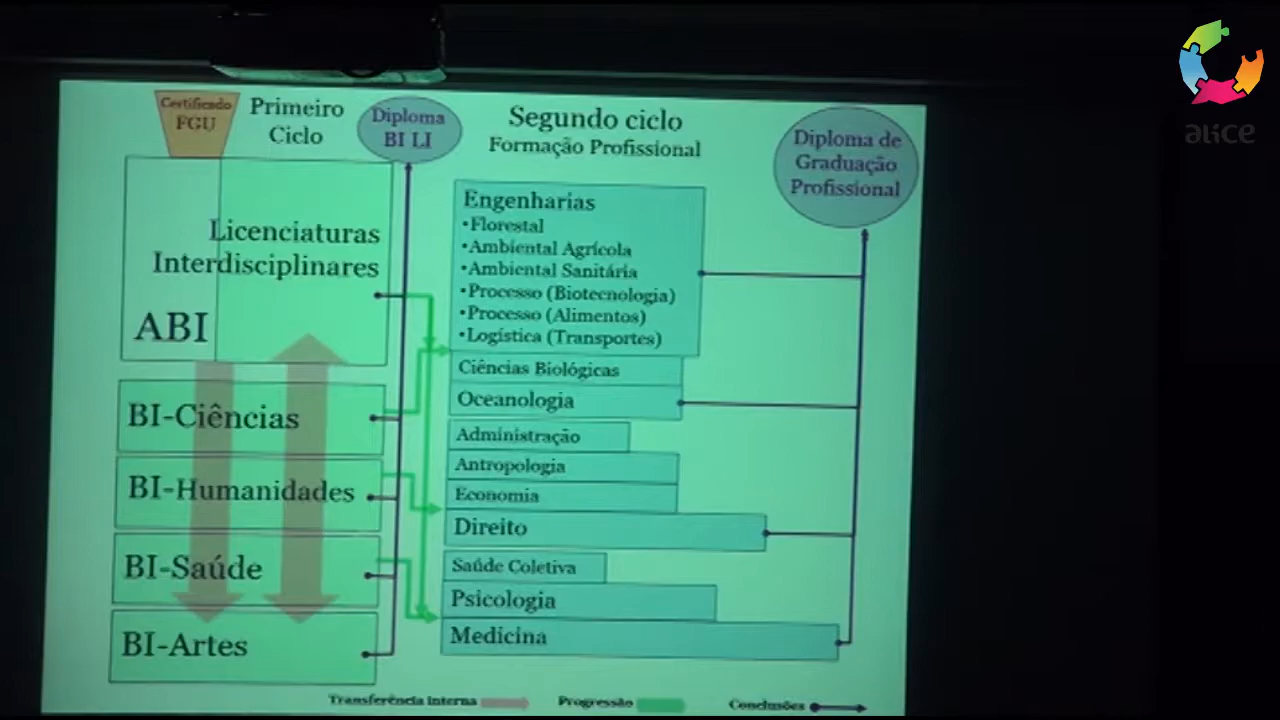 Certificado
FGU
Primeiro
Ciclo
Diploma
BI LI
Segundo ciclo
Formação Profissional
Diploma de
Graduação
Profissional
alice
Licenciaturas
Interdisciplinares
ABI
BI-Ciências
BI-Humanidades
BI-Saúde
BI-Artes
Engenharias
•Florestal
•Ambiental Agrícola
•Ambiental Sanitária
•Processo (Biotecnologia)
•Processo (Alimentos)
•Logística (Transportes)
Ciências Biológicas
Oceanologia
Administração
Antropologia
Economia
Direito
Saúde Coletiva
Psicologia
Medicina
Transferência interna
Progressão
Conclusões